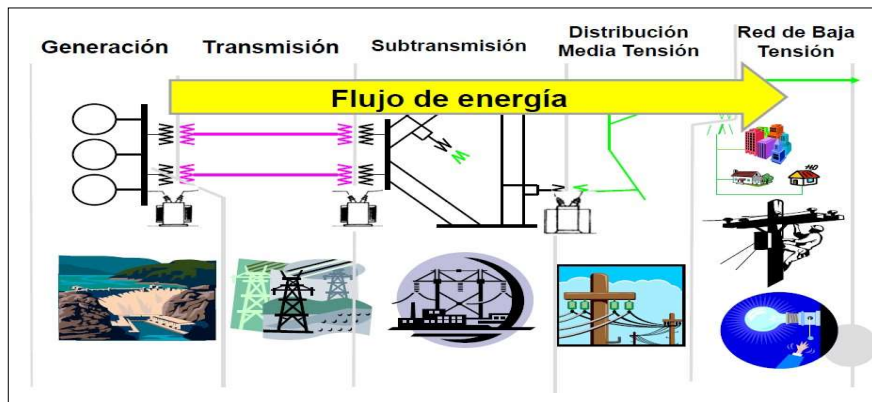 Generación
Transmisión
Subtransmisión
Distribución
Media Tensión
Red de Baja
Tensión
Flujo de energía